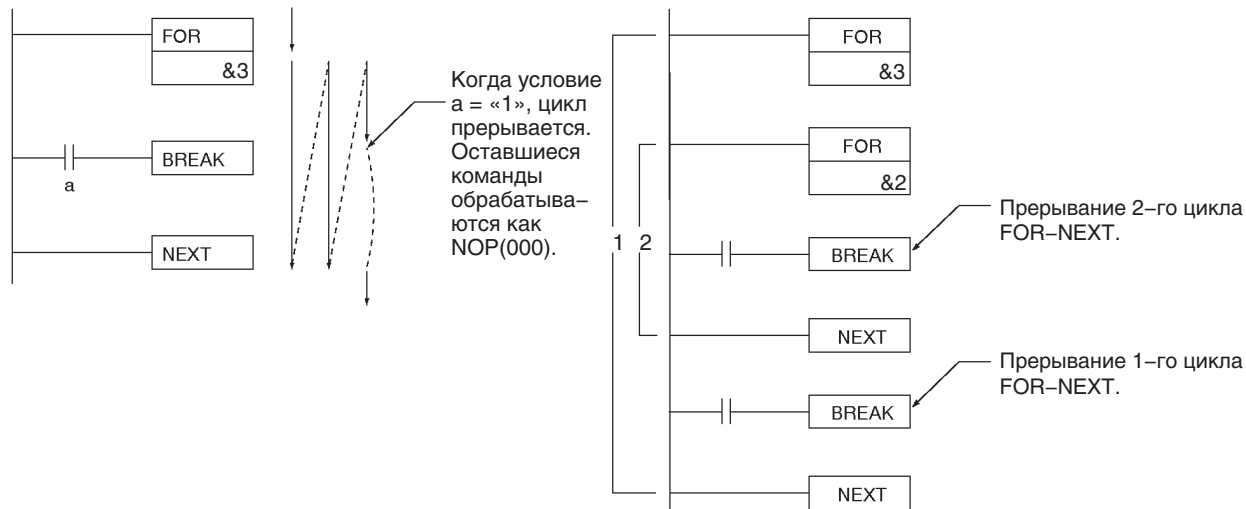 FOR
&3
BREAK
a
NEXT
Когда условие
a = «1», цикл
прерывается.
Оставшиеся
команды
обрабатыва–
ются как
NOP(000).
FOR
&3
FOR
&2
1 2
BREAK
Прерывание 2–го цикла
FOR–NEXT.
NEXT
BREAK
Прерывание 1–го цикла
FOR–NEXT.
NEXT